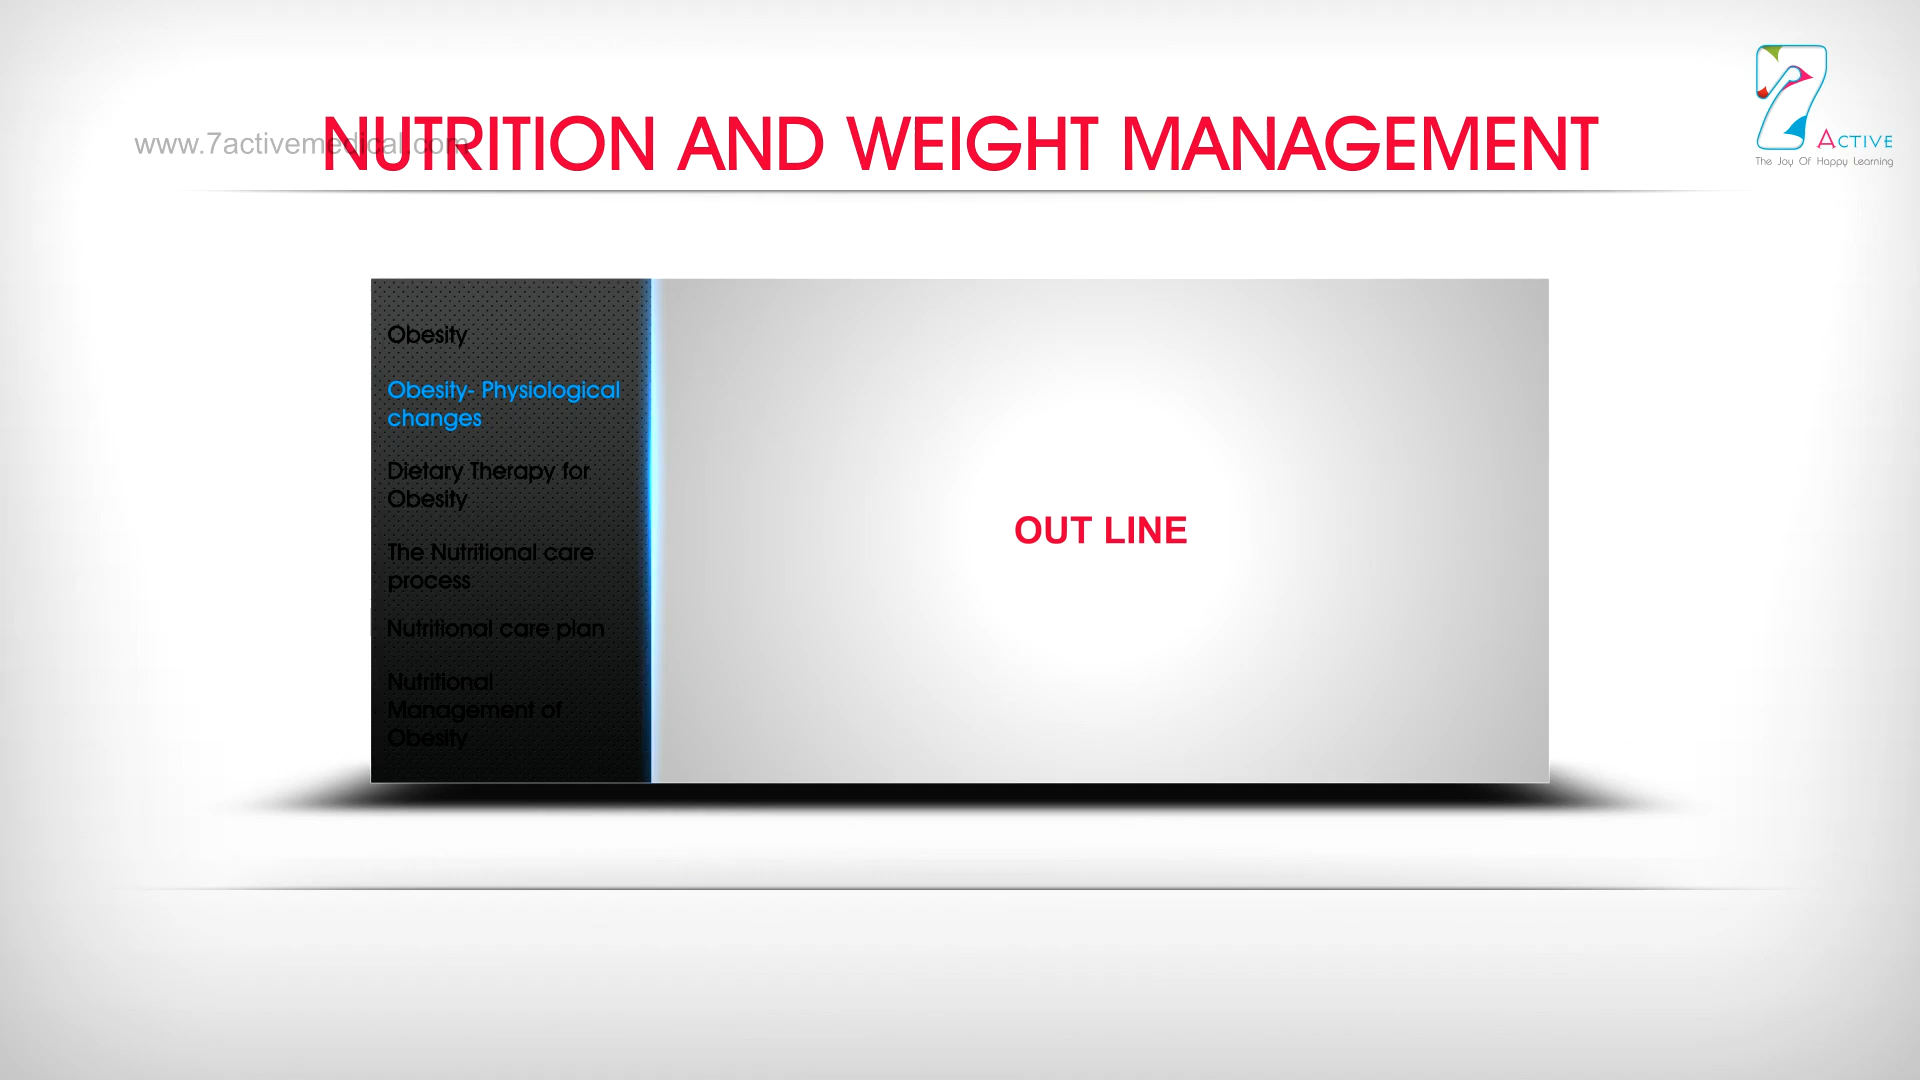 NUTRITION AND WEIGHT MANAGEMENT
www.7activemedical.com
ACTIVE
The Joy Of Happy Learning
Obesity
Obesity- Physiological
changes
Dietary Therapy for
Obesity
The Nutritional care
process
Nutritional care plan
Nutritional
Management of
Obesity
OUT LINE